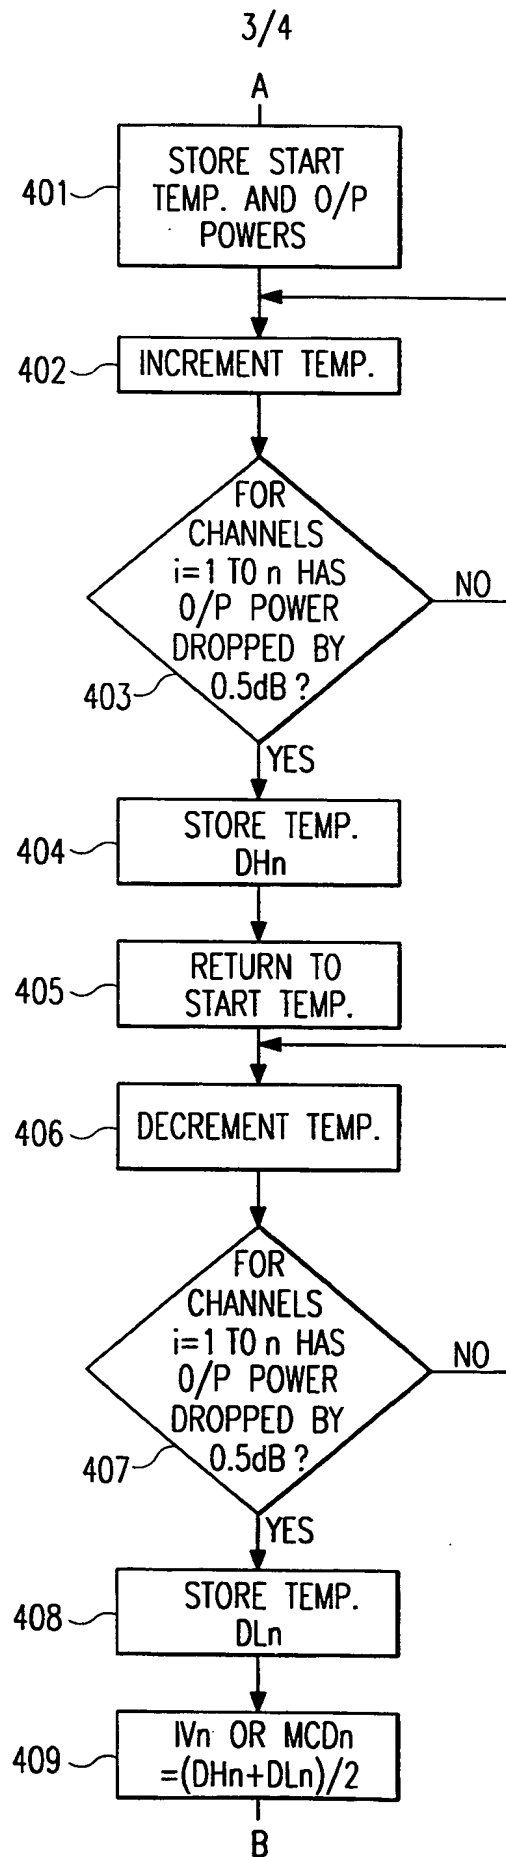 3/4
A
401
STORE START
TEMP. AND O/P
POWERS
402
INCREMENT TEMP.
FOR
CHANNELS
i=1 TO n HAS
O/P POWER
DROPPED BY
0.5dB ?
403
NO
YES
404
STORE TEMP.
DHn
405
RETURN TO
START TEMP.
406
DECREMENT TEMP.
FOR
CHANNELS
i=1 TO n HAS
O/P POWER
DROPPED BY
0.5dB ?
407
NO
YES
408
STORE TEMP.
DLn
409
IVn OR MCDn
=(DHn+DLn)/2
B